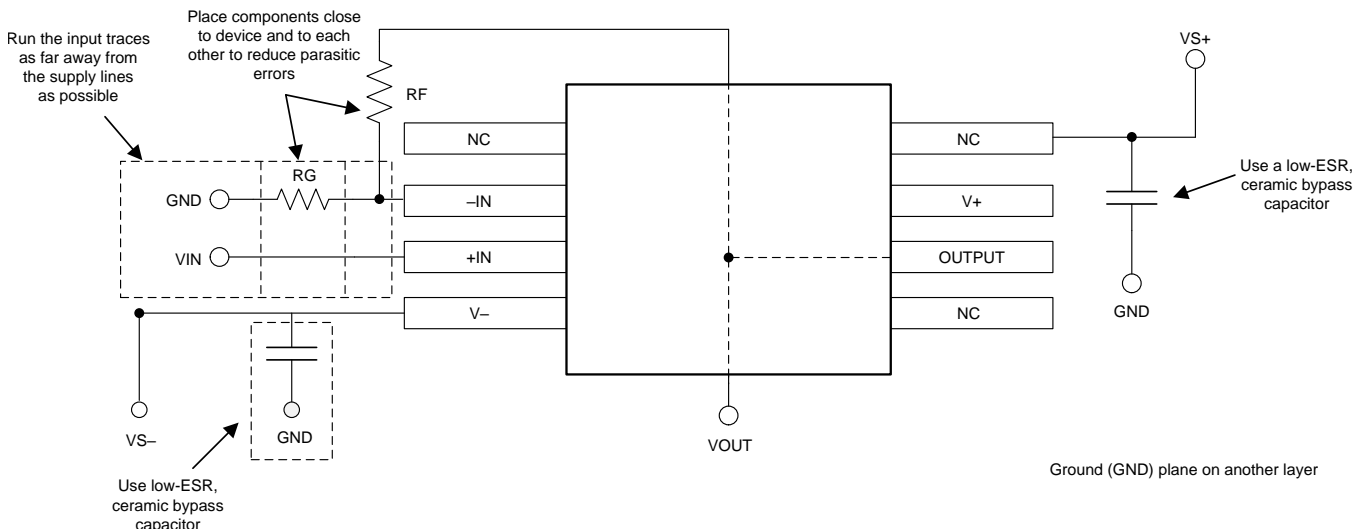 Place components close
to device and to each
other to reduce parasitic
errors
Run the input traces
as far away from
the supply lines
as possible
VS+
RF
NC
NC
RG
Use a low-ESR,
ceramic bypass
capacitor
GND
–IN
V+
VIN
+IN
OUTPUT
V–
NC
GND
VS–
GND
VOUT
Ground (GND) plane on another layer
Use low-ESR,
ceramic bypass
capacitor